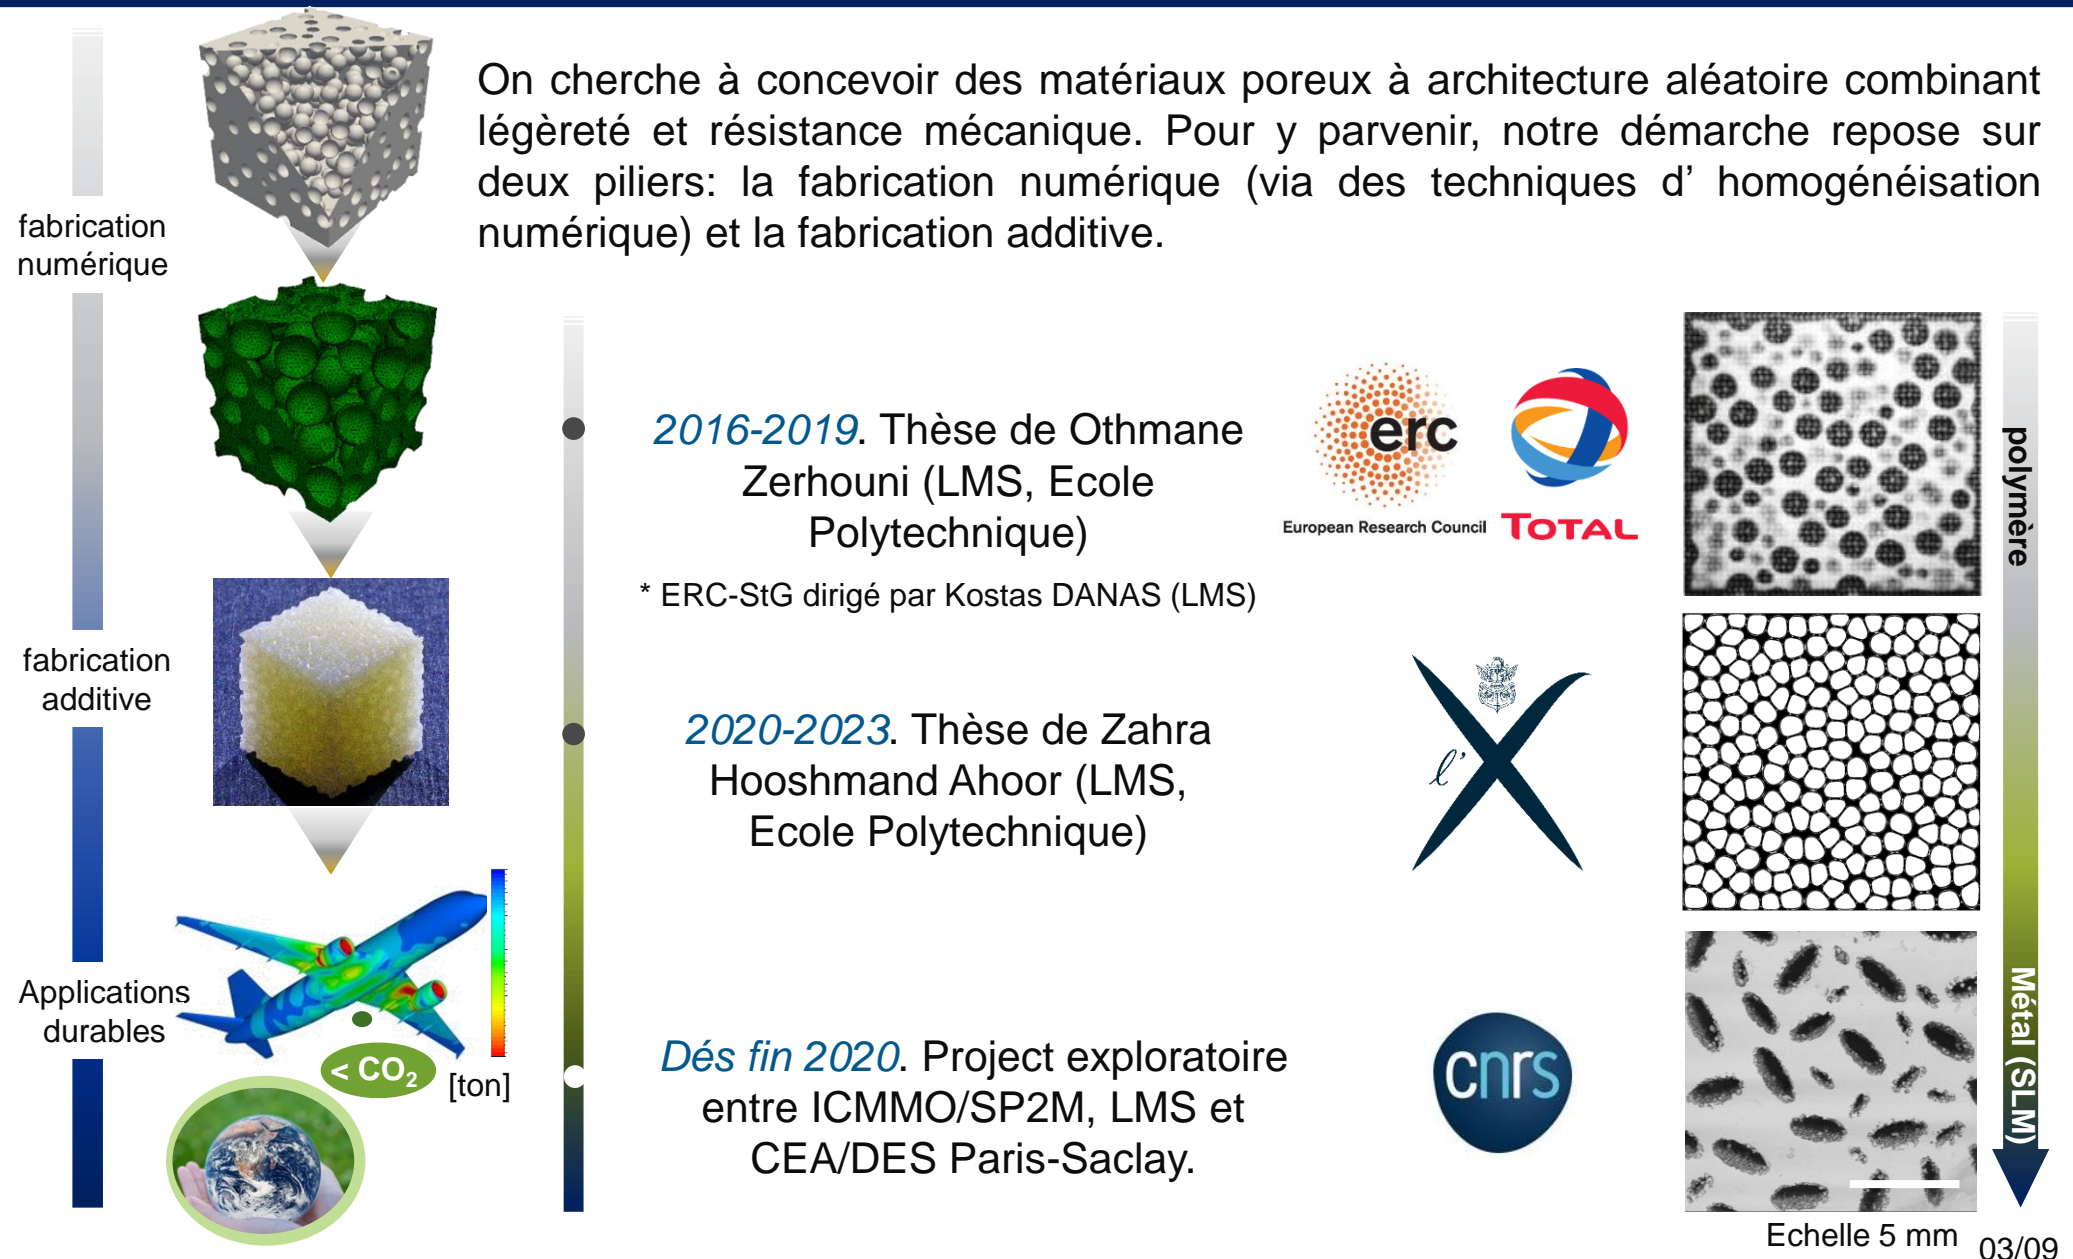 On cherche à concevoir des matériaux poreux à architecture aléatoire combinant
légèreté et résistance mécanique. Pour y parvenir, notre démarche repose sur
deux piliers: la fabrication numérique (via des techniques d’ homogénéisation
numérique) et la fabrication additive.
fabrication
numérique
fabrication
additive
Applications
durables
< CO₂
[ton]
2016-2019. Thèse de Othmane
Zerhouni (LMS, Ecole
Polytechnique)
* ERC-StG dirigé par Kostas DANAS (LMS)
erc
European Research Council
TOTAL
2020-2023. Thèse de Zahra
Hooshmand Ahoor (LMS,
Ecole Polytechnique)
l’X
Dés fin 2020. Project exploratoire
entre ICMMO/SP2M, LMS et
CEA/DES Paris-Saclay.
cnrs
polymère
Métal (SLM)
Echelle 5 mm
03/09